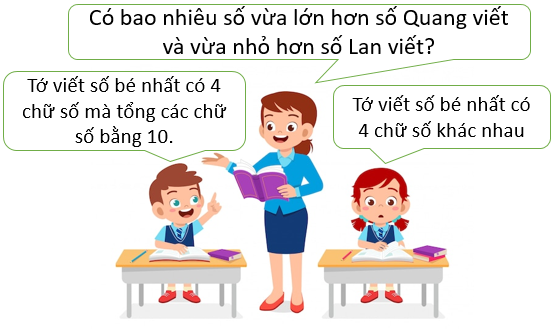 Có bao nhiêu số vừa lớn hơn số Quang viết
và vừa nhỏ hơn số Lan viết?
Tớ viết số bé nhất có 4
chữ số mà tổng các chữ
số bằng 10.
Tớ viết số bé nhất có
4 chữ số khác nhau